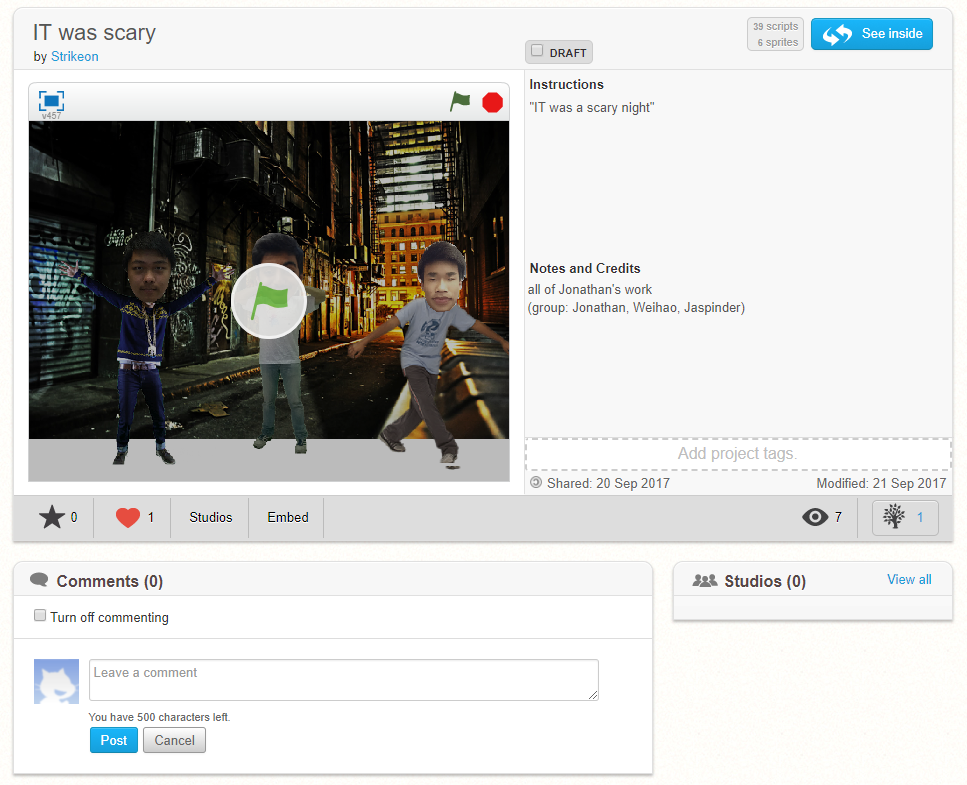 IT was scary
by Strikeon
DRAFT
39 scripts
6 sprites
See inside
v457
Instructions
"IT was a scary night"
Notes and Credits
all of Jonathan's work
(group: Jonathan, Weihao, Jaspinder)
Add project tags.
Shared: 20 Sep 2017
Modified: 21 Sep 2017
0
1
Studios
Embed
7
1
Comments (0)
Turn off commenting
Leave a comment
You have 500 characters left.
Post
Cancel
Studios (0)
View all